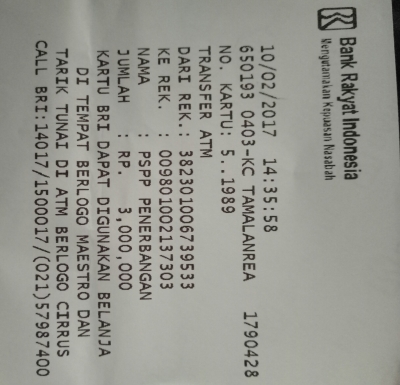 Bank Rakyat Indonesia
Mengutamakan Kepuasan Nasabah
10/02/2017 14:35:58
650193 0403-KC TAMALANREA 1790428
NO. KARTU: 5..1989
TRANSFER ATM
DARI REK.: 382301006739533
KE REK. : 009801002137303
NAMA : PSPP PENERBANGAN
JUMLAH : RP. 3,000,000
KARTU BRI DAPAT DIGUNAKAN BELANJA
DI TEMPAT BERLOGO MAESTRO DAN
TARIK TUNAI DI ATM BERLOGO CIRRUS
CALL BRI:14017/1500017/(021)57987400